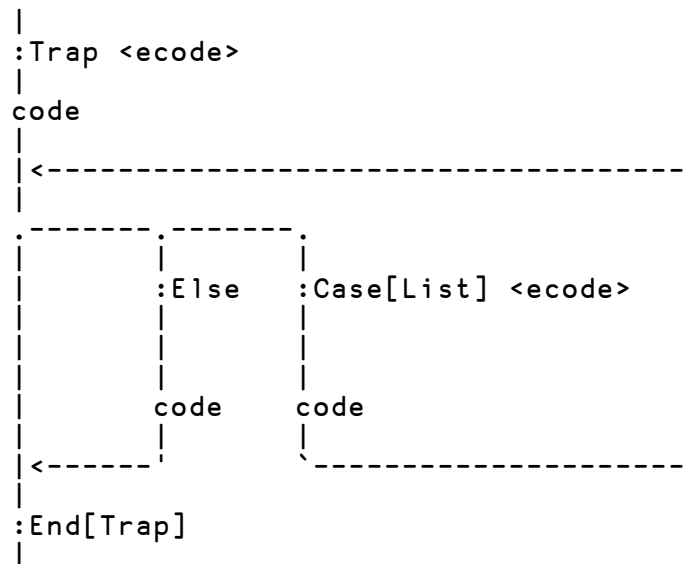 |
:Trap <ecode>
|
code
|
|<------------------------------------
|
.-------.-------.
|       |       |
|       :Else   :Case[List] <ecode>
|       |       |
|       |       |
|       |       |
|       code    code
|       |       |
|<------'       `---------------------
|
:End[Trap]
|